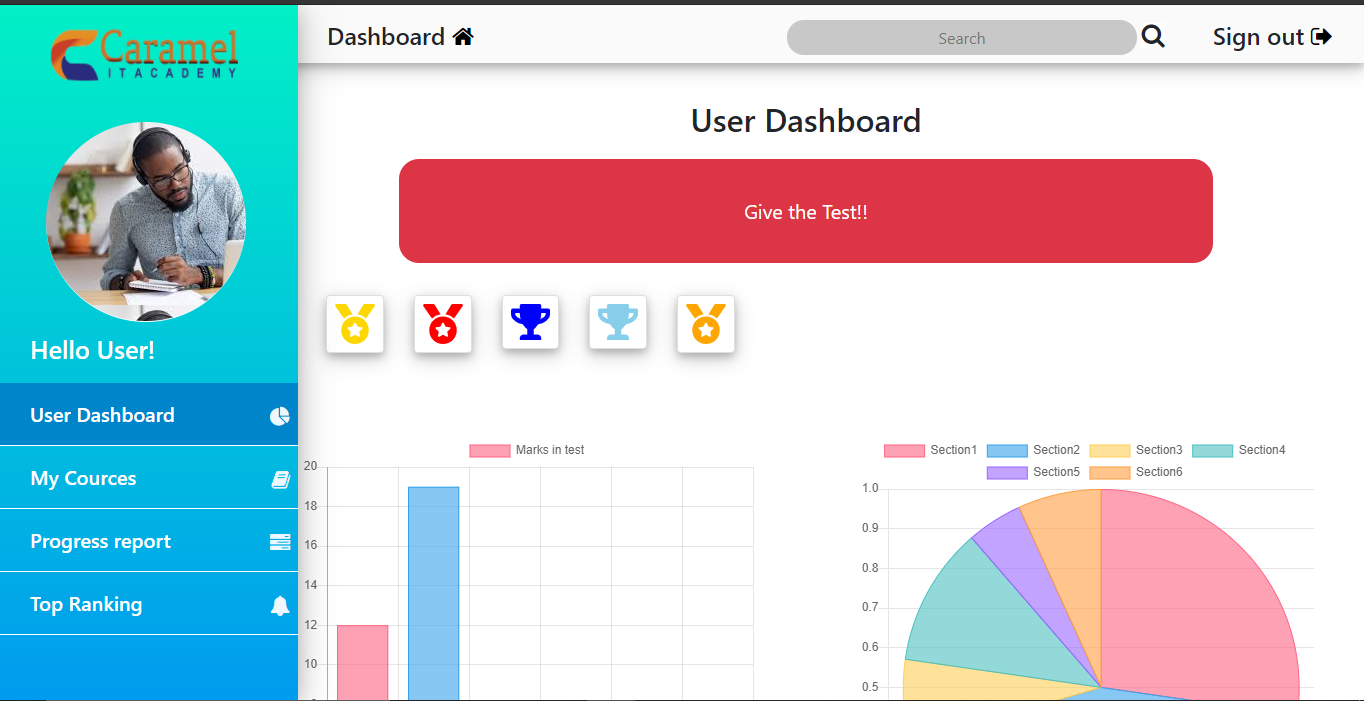 Caramel
ITACADEMY
Dashboard
Search
Sign out
Hello User!
User Dashboard
My Cources
Progress report
Top Ranking
User Dashboard
Give the Test!!
Marks in test
20
18
16
14
12
10
Section1 Section2 Section3 Section4
Section5 Section6
1.0
0.9
0.8
0.7
0.6
0.5